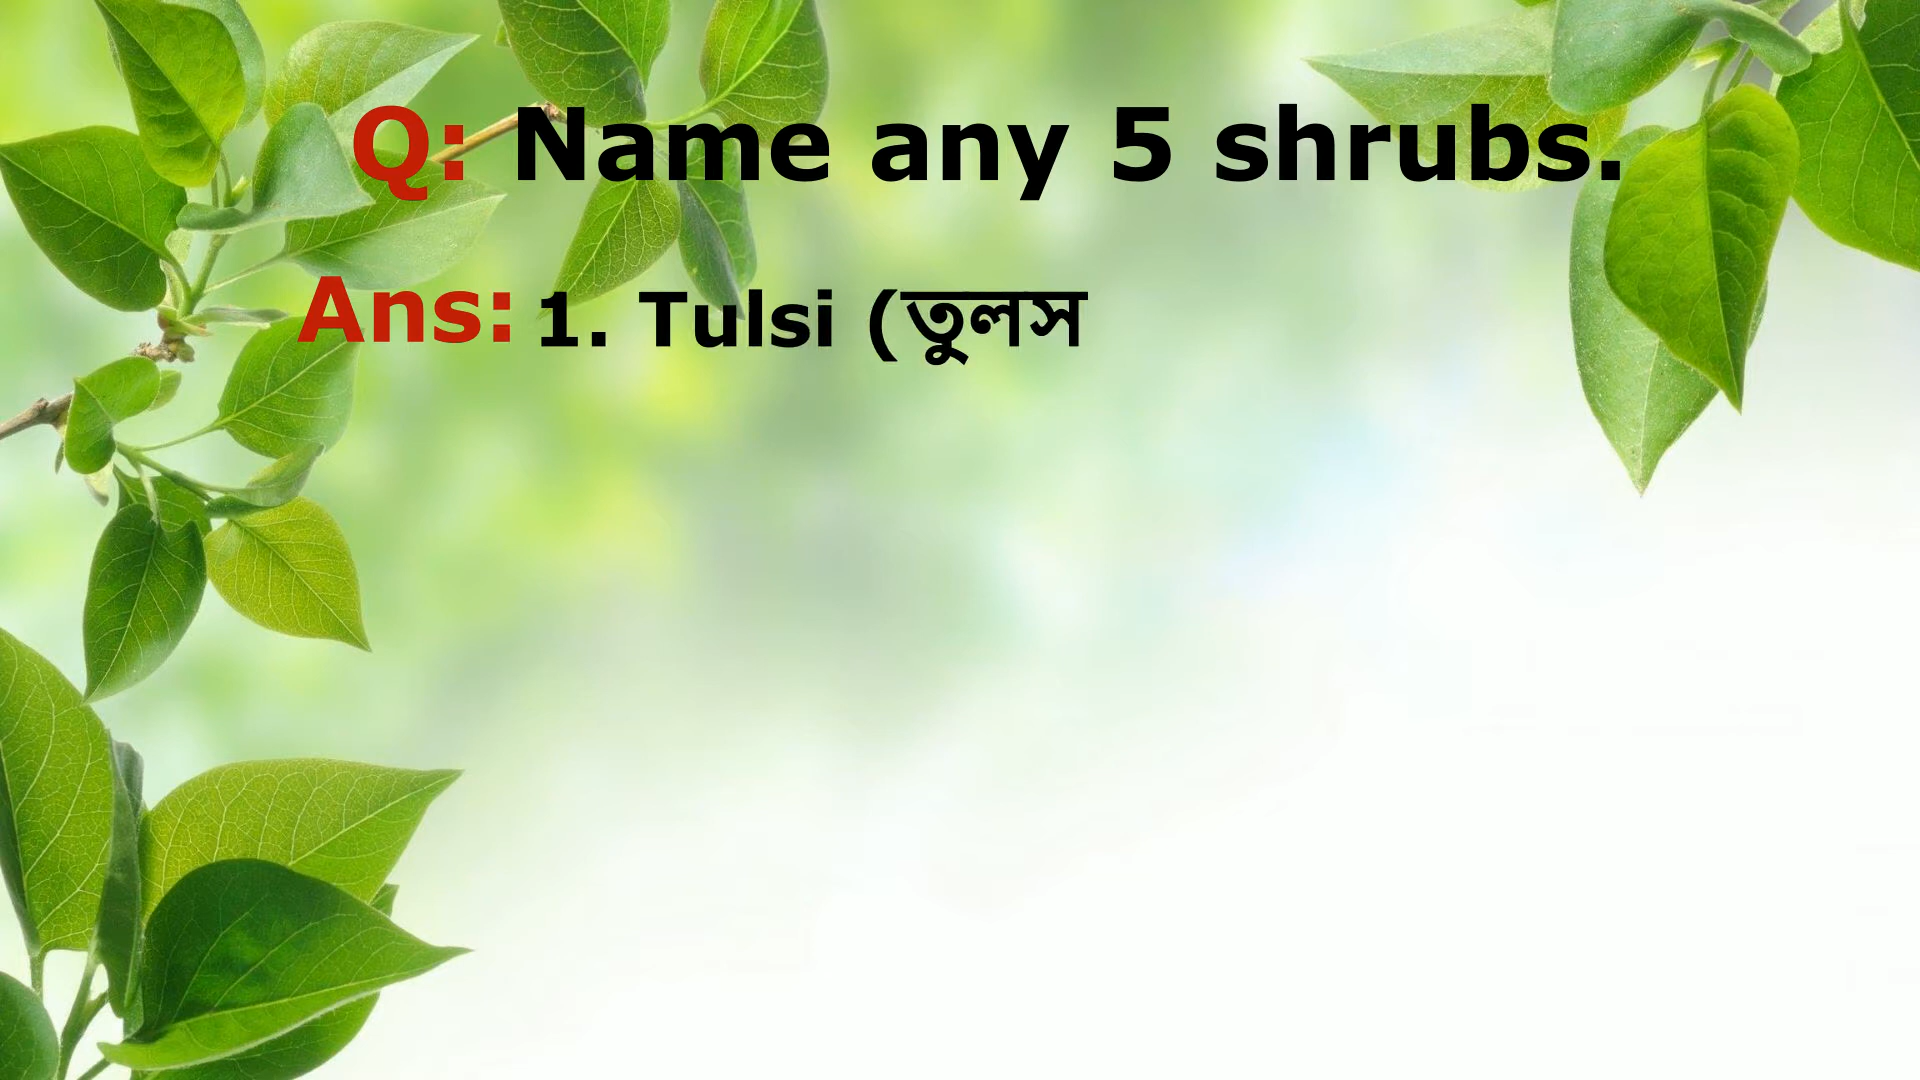 Q: Name any 5 shrubs.
Ans: 1. Tulsi (তুলস